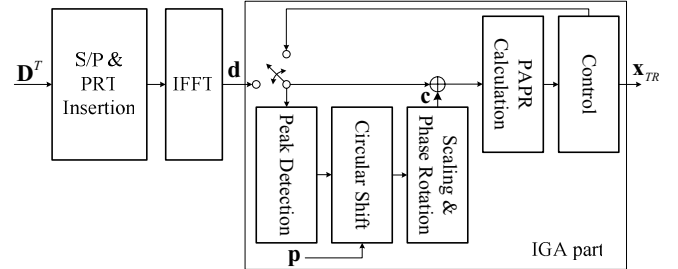 D^T
S/P &
PRT
Insertion
IFFT
d
Peak Detection
Circular Shift
p
c
Scaling &
Phase Rotation
PAPR
Calculation
Control
x_TR
IGA part